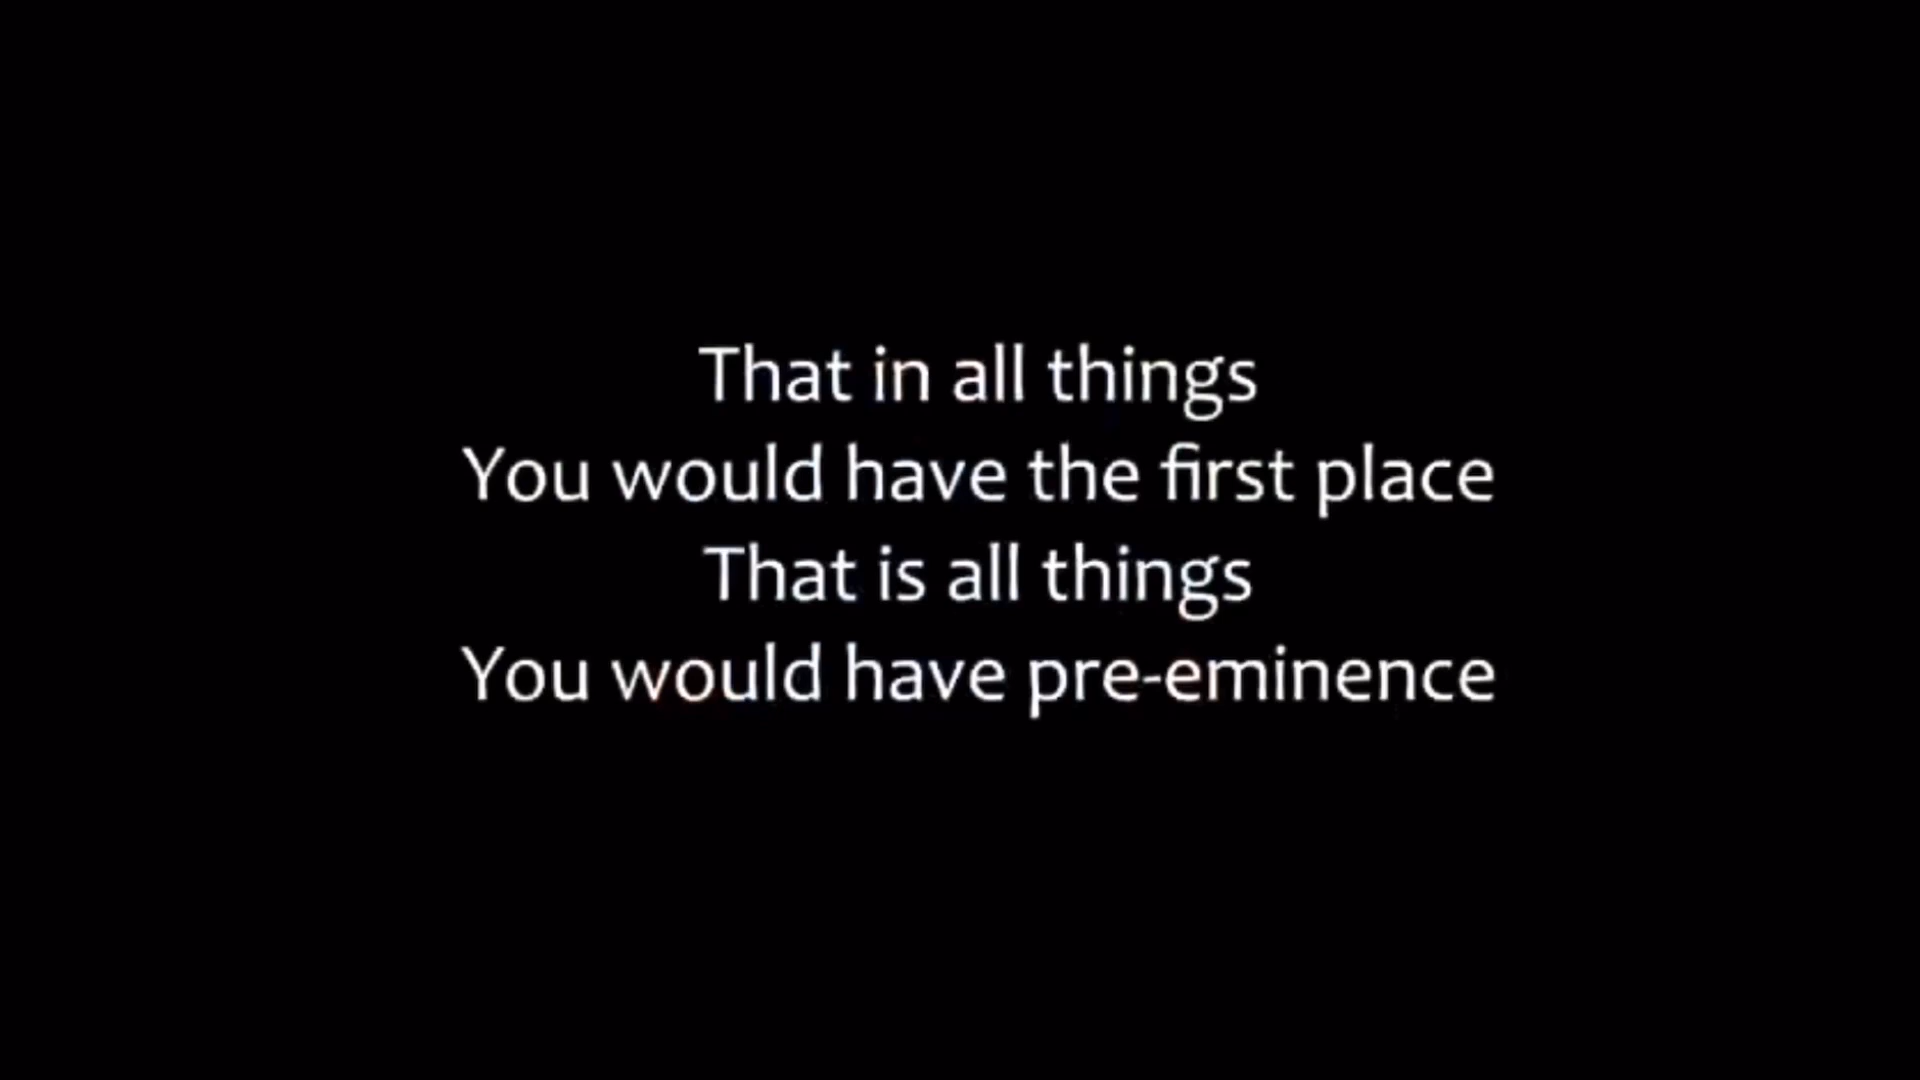 That in all things
You would have the first place
That is all things
You would have pre-eminence